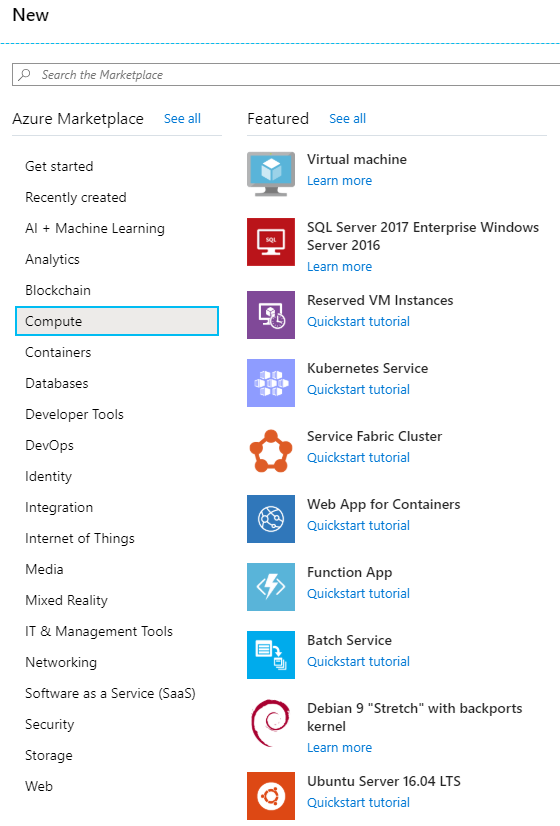 New
Search the Marketplace
Azure Marketplace See all
Get started
Recently created
AI + Machine Learning
Analytics
Blockchain
Compute
Containers
Databases
Developer Tools
DevOps
Identity
Integration
Internet of Things
Media
Mixed Reality
IT & Management Tools
Networking
Software as a Service (SaaS)
Security
Storage
Web
Featured See all
Virtual machine
Learn more
SQL
SQL Server 2017 Enterprise Windows
Server 2016
Learn more
Reserved VM Instances
Quickstart tutorial
Kubernetes Service
Quickstart tutorial
Service Fabric Cluster
Quickstart tutorial
Web App for Containers
Quickstart tutorial
Function App
Quickstart tutorial
Batch Service
Quickstart tutorial
Debian 9 "Stretch" with backports
kernel
Learn more
Ubuntu Server 16.04 LTS
Quickstart tutorial